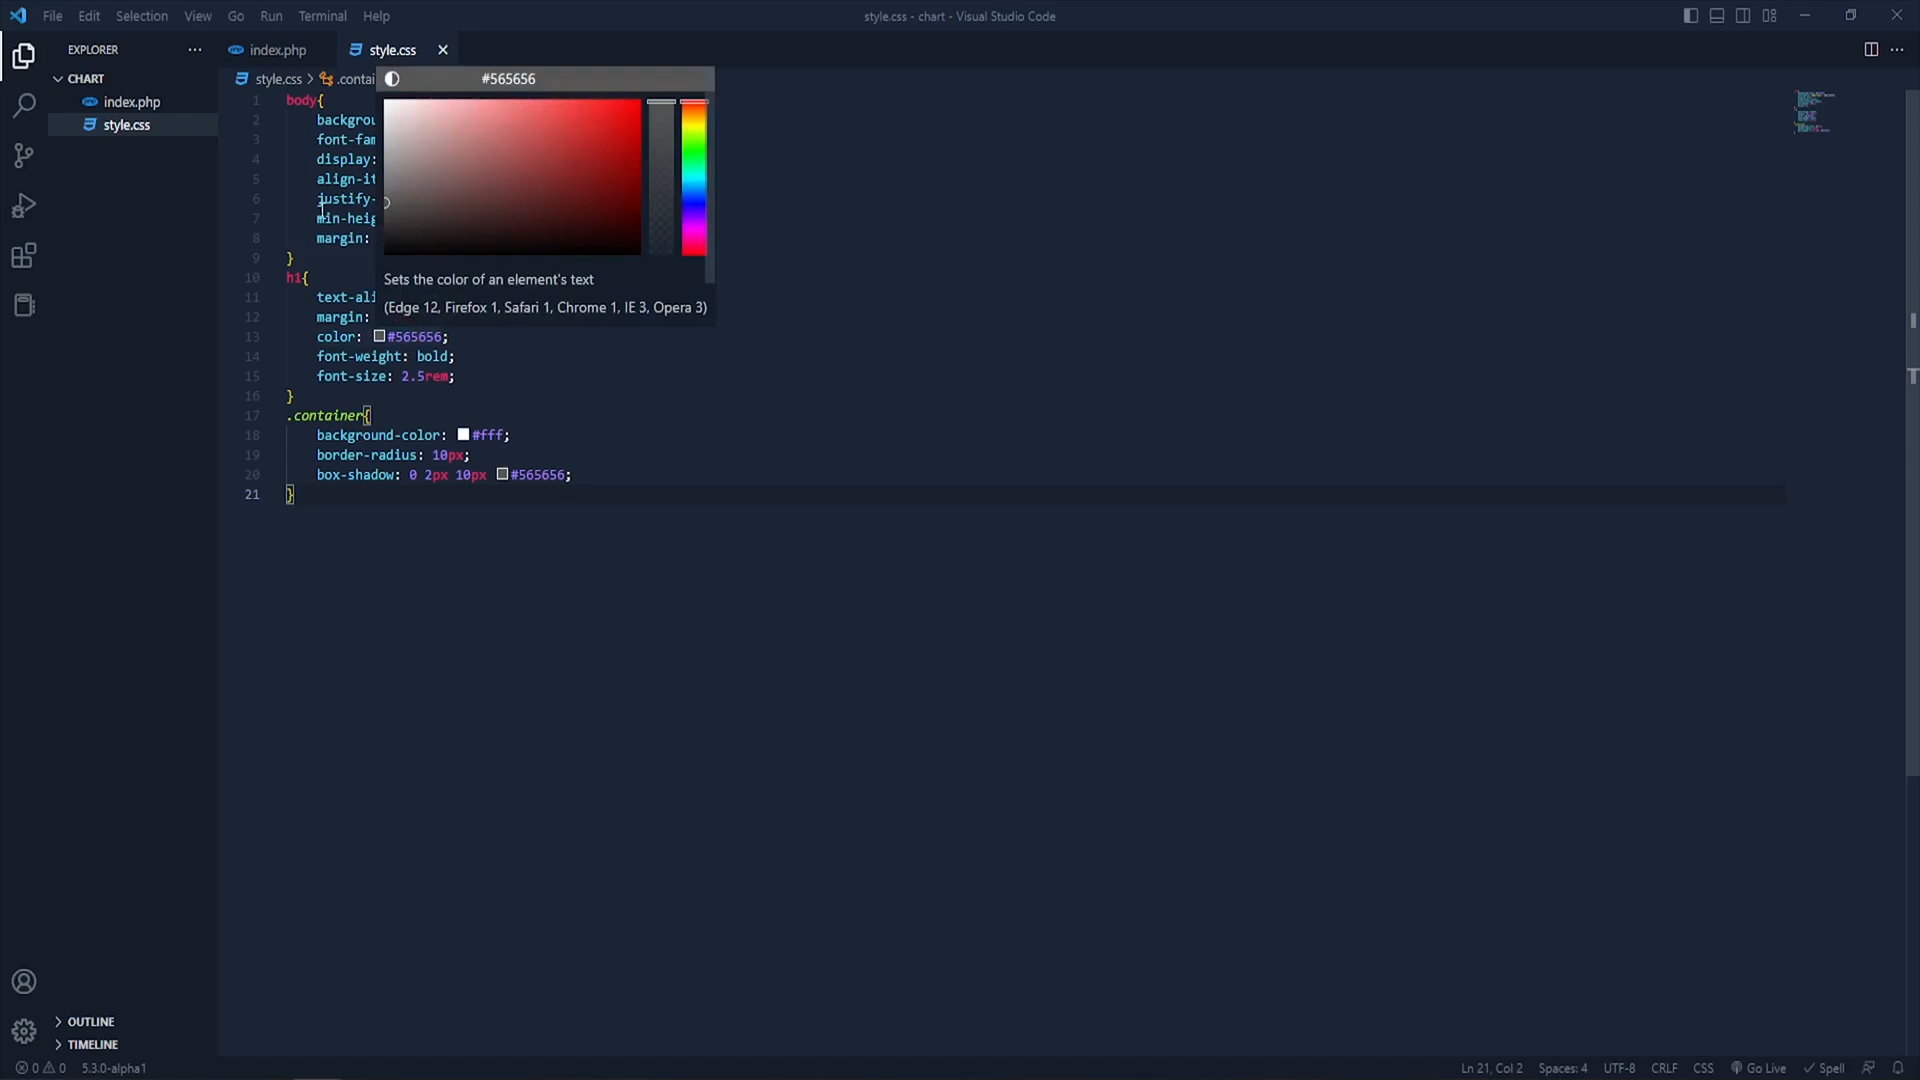 File Edit Selection View Go Run Terminal Help
style.css - chart - Visual Studio Code
EXPLORER
index.php
style.css
CHART
index.php
style.css
style.css > .contai
#565656
1 body{
2 backgrou
3 font-fam
4 display:
5 align-it
6 justify-
7 min-heig
8 margin:
9 }
10 h1{
11 text-ali
12 margin:
Sets the color of an element's text
(Edge 12, Firefox 1, Safari 1, Chrome 1, IE 3, Opera 3)
13 color: #565656;
14 font-weight: bold;
15 font-size: 2.5rem;
16 }
17 .container{
18 background-color: #fff;
19 border-radius: 10px;
20 box-shadow: 0 2px 10px #565656;
21 }
OUTLINE
TIMELINE
0 0 5.3.0-alpha1
Ln 21, Col 2 Spaces: 4 UTF-8 CRLF CSS Go Live Spell